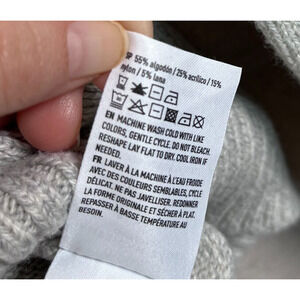 SP 55% algodón / 25% acrílico / 15%
nylon / 5% lana
EN MACHINE WASH COLD WITH LIKE
COLORS, GENTLE CYCLE. DO NOT BLEACH.
RESHAPE LAY FLAT TO DRY. COOL IRON IF
NEEDED.
FR LAVER À LA MACHINE À L'EAU FROIDE
AVEC DES COULEURS SEMBLABLES, CYCLE
DÉLICAT. NE PAS JAVELLISER. REDONNER
LA FORME ORIGINALE ET SÉCHER À PLAT.
REPASSER À BASSE TEMPÉRATURE AU
BESOIN.